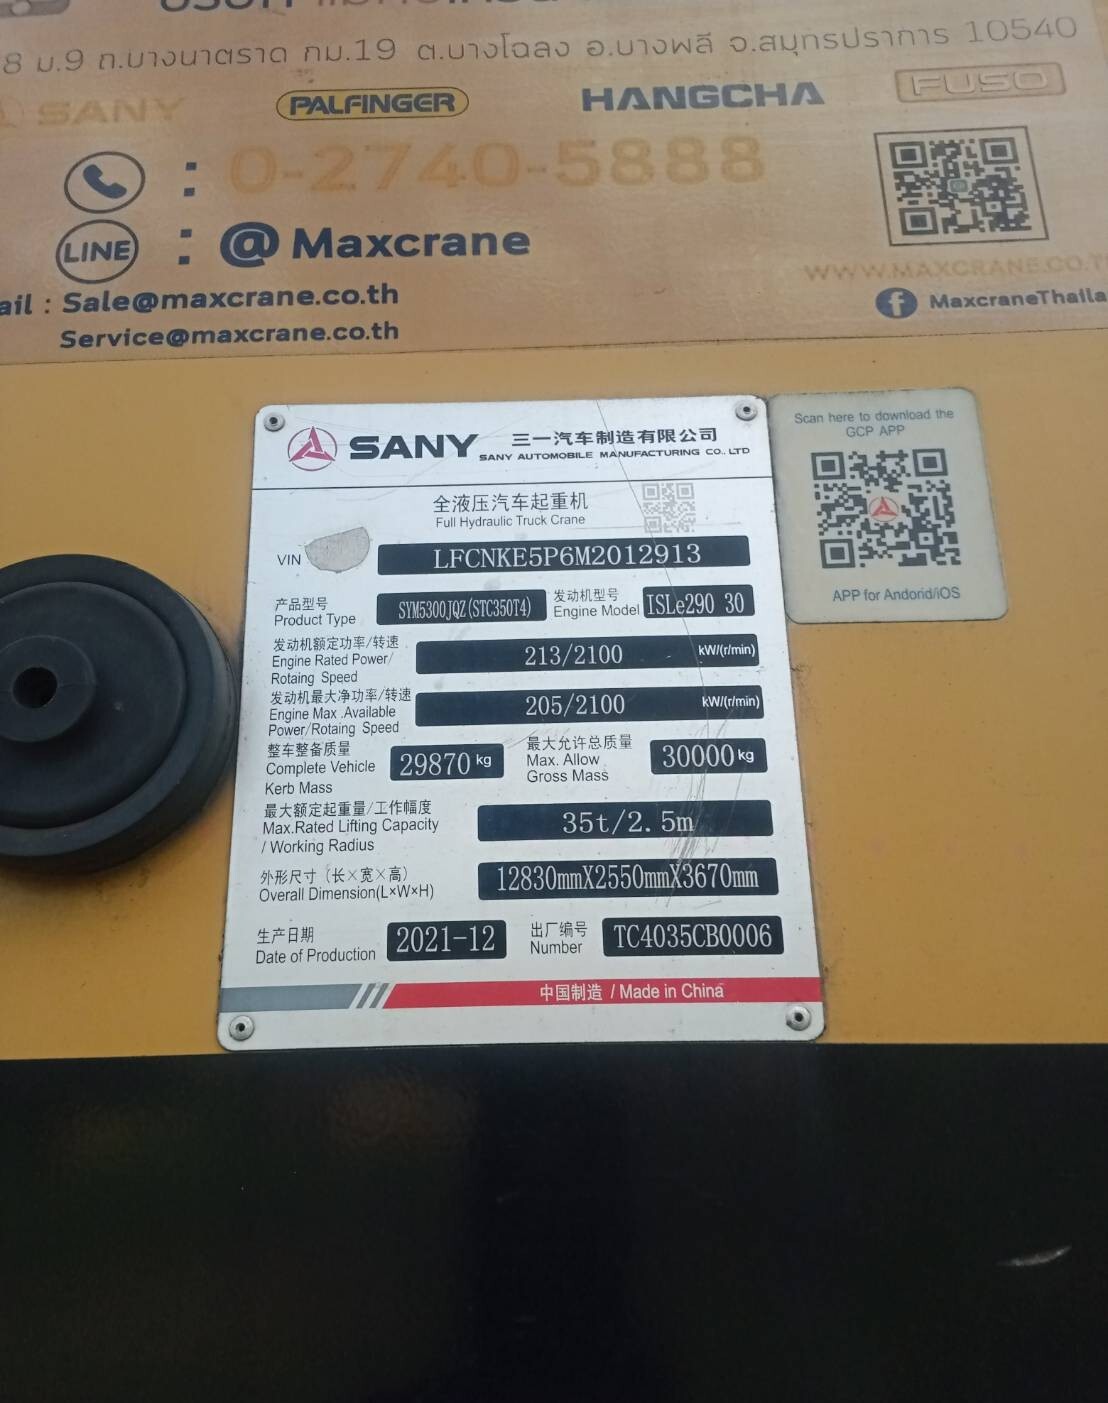 8 ม.9 ถ.บางนาตราด กม.19 ต.บางโฉลง อ.บางพลี จ.สมุทรปราการ 10540
SANY PALFINGER HANGCHA FUSO
: 0-2740-5888
LINE : @Maxcrane
WWW.MAXCRANE.CO.T
ail : Sale@maxcrane.co.th
MaxcraneThaila
Service@maxcrane.co.th
SANY 三一汽车制造有限公司
SANY AUTOMOBILE MANUFACTURING CO., LTD
全液压汽车起重机
Full Hydraulic Truck Crane
VIN LFCNKE5P6M2012913
产品型号 发动机型号
Product Type SYM5300JQZ(STC350T4) Engine Model ISLe290 30
发动机额定功率/转速
Engine Rated Power/ 213/2100 kW/(r/min)
Rotaing Speed
发动机最大净功率/转速
Engine Max .Available 205/2100 kW/(r/min)
Power/Rotaing Speed
整车整备质量 最大允许总质量
Complete Vehicle 29870 kg Max. Allow 30000 kg
Kerb Mass Gross Mass
最大额定起重量/工作幅度
Max.Rated Lifting Capacity 35t/2.5m
/ Working Radius
外形尺寸 (长×宽×高)
Overall Dimension(L×W×H) 12830mmX2550mmX3670mm
生产日期 出厂编号
Date of Production 2021-12 Number TC4035CB0006
中国制造 / Made in China
Scan here to download the
GCP APP
APP for Andorid/iOS